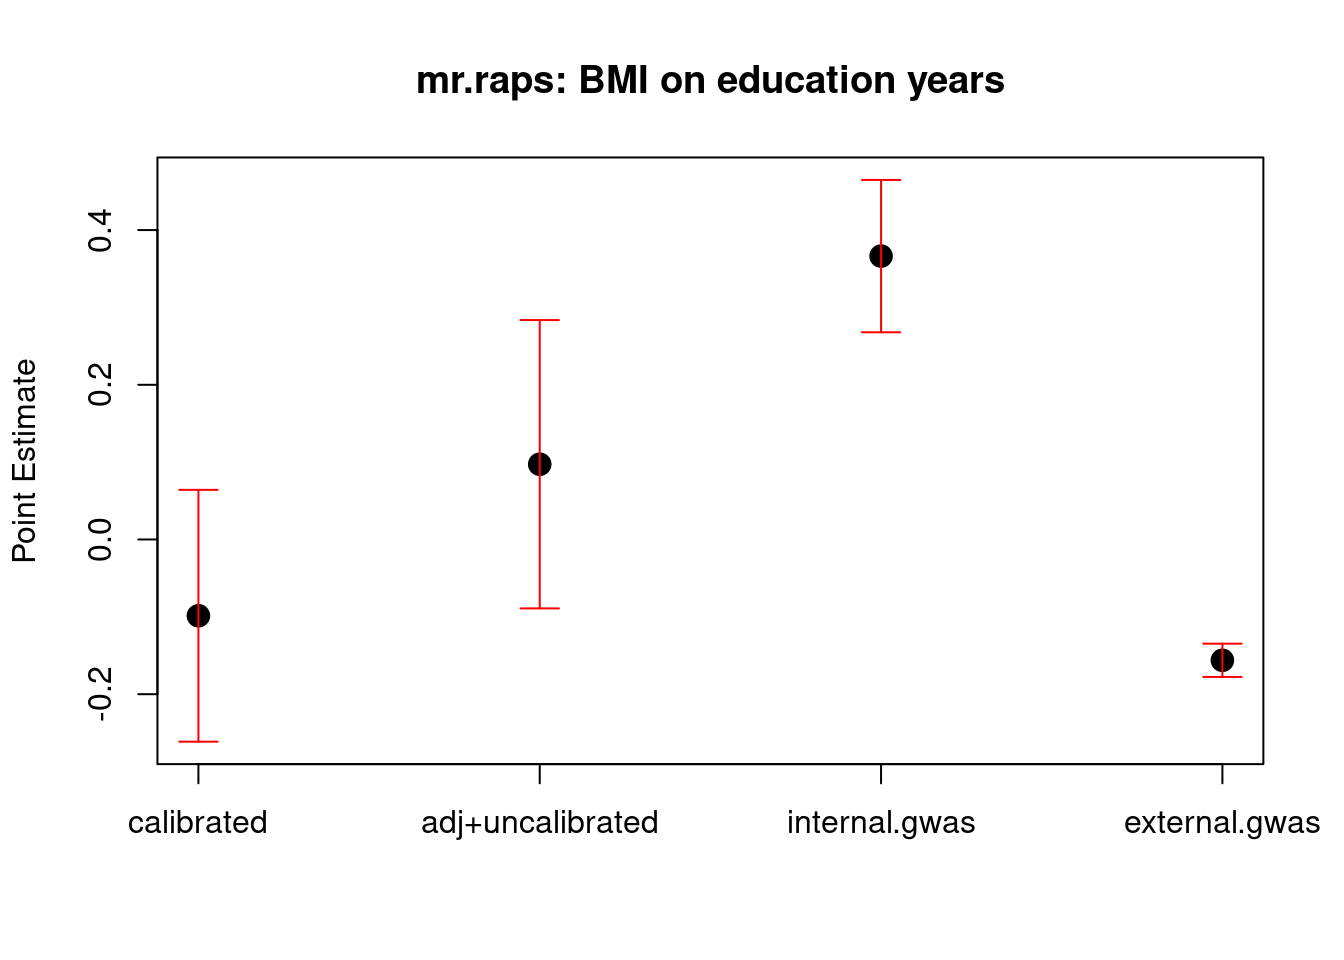 mr.raps: BMI on education years
Point Estimate
0.4
0.2
0.0
-0.2
calibrated
adj+uncalibrated
internal.gwas
external.gwas